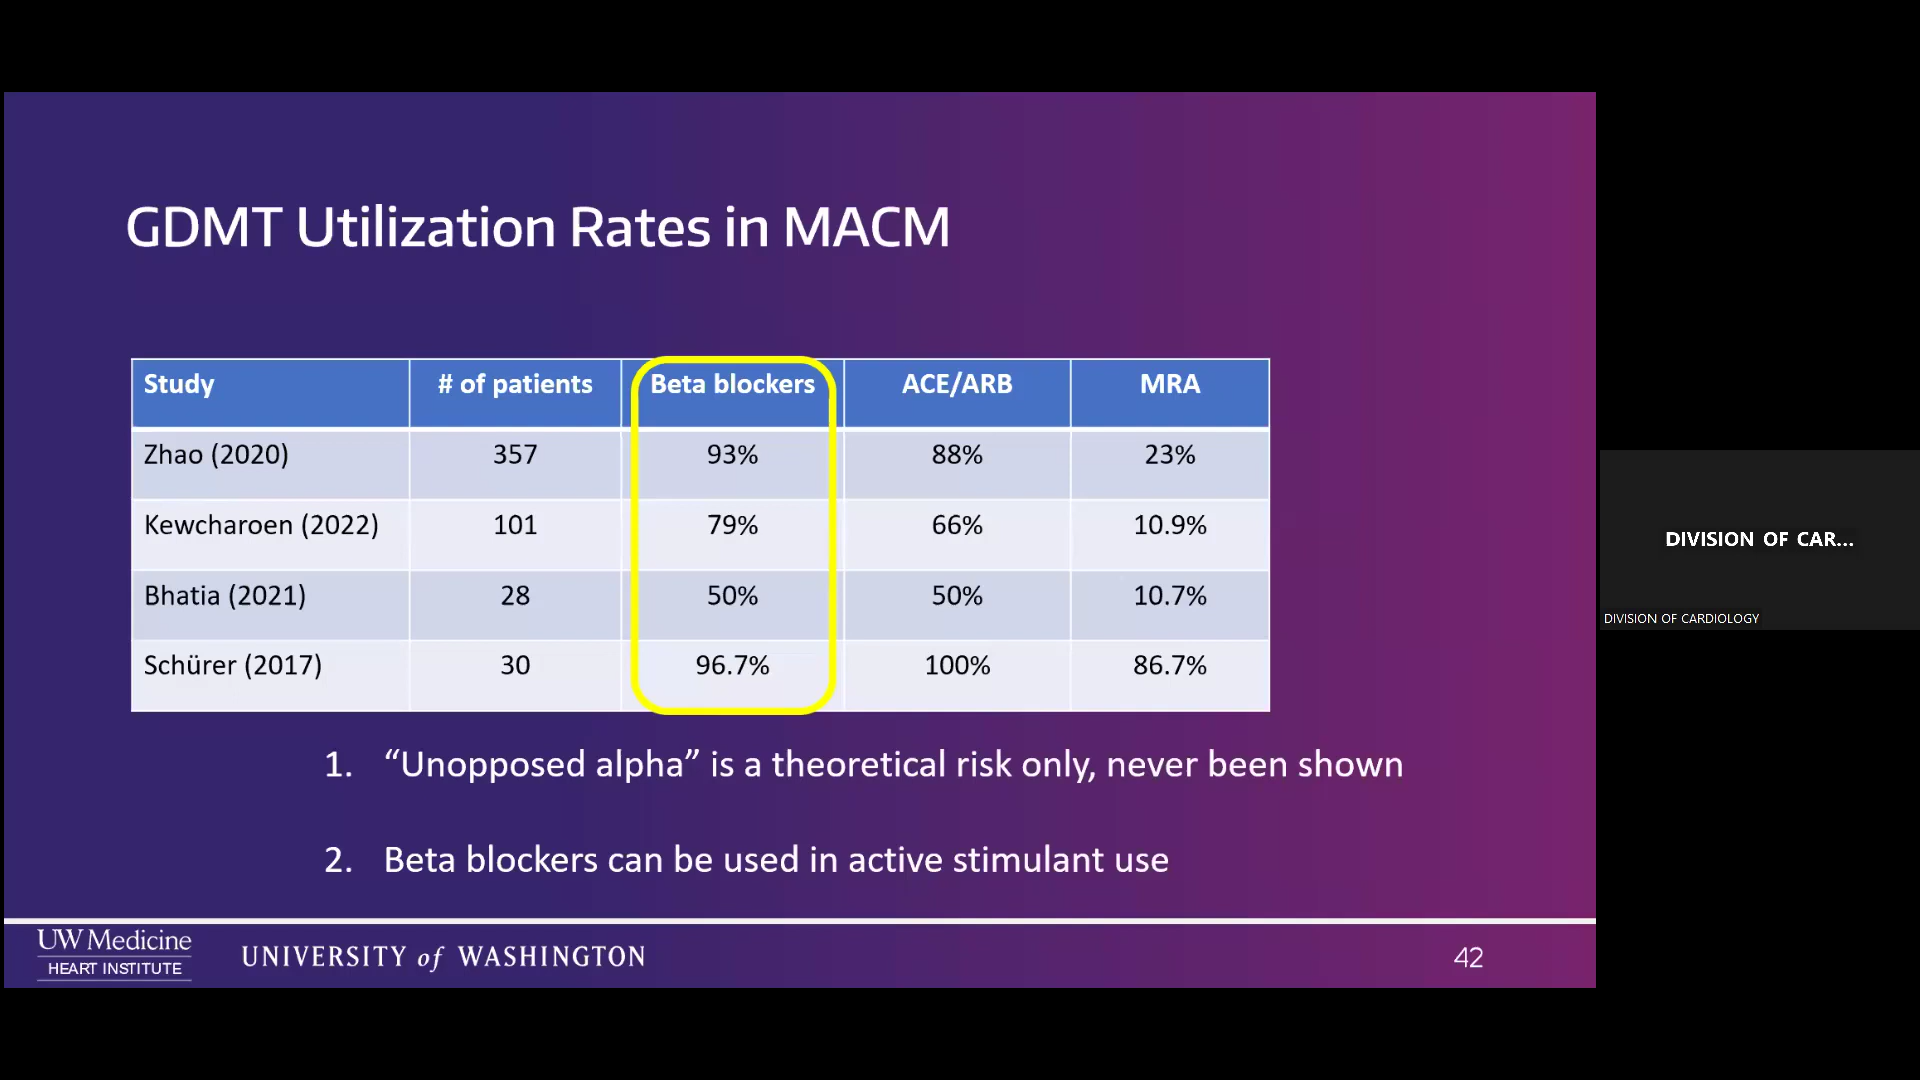 GDMT Utilization Rates in MACM
Study # of patients Beta blockers ACE/ARB MRA
Zhao (2020) 357 93% 88% 23%
Kewcharoen (2022) 101 79% 66% 10.9%
Bhatia (2021) 28 50% 50% 10.7%
Schürer (2017) 30 96.7% 100% 86.7%
1. “Unopposed alpha” is a theoretical risk only, never been shown
2. Beta blockers can be used in active stimulant use
UW Medicine
HEART INSTITUTE
UNIVERSITY of WASHINGTON
42
DIVISION OF CAR...
DIVISION OF CARDIOLOGY